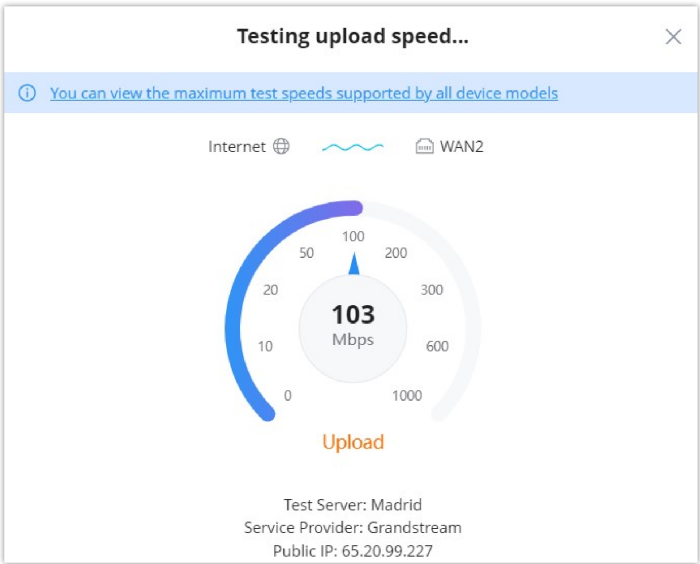 Testing upload speed...
You can view the maximum test speeds supported by all device models
Internet WAN2
100
50 200
20 300
103
Mbps
10 600
0 1000
Upload
Test Server: Madrid
Service Provider: Grandstream
Public IP: 65.20.99.227